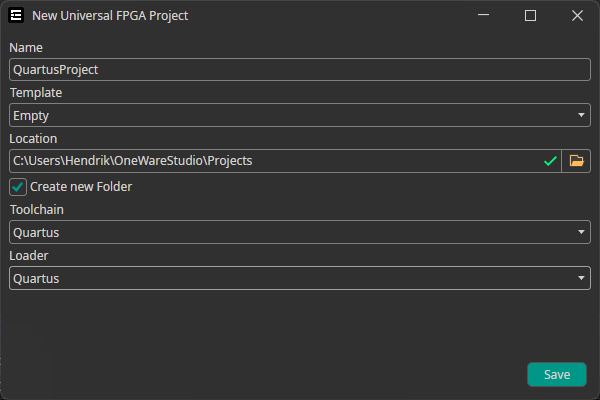 New Universal FPGA Project
Name
QuartusProject
Template
Empty
Location
C:\Users\Hendrik\OneWareStudio\Projects
Create new Folder
Toolchain
Quartus
Loader
Quartus
Save